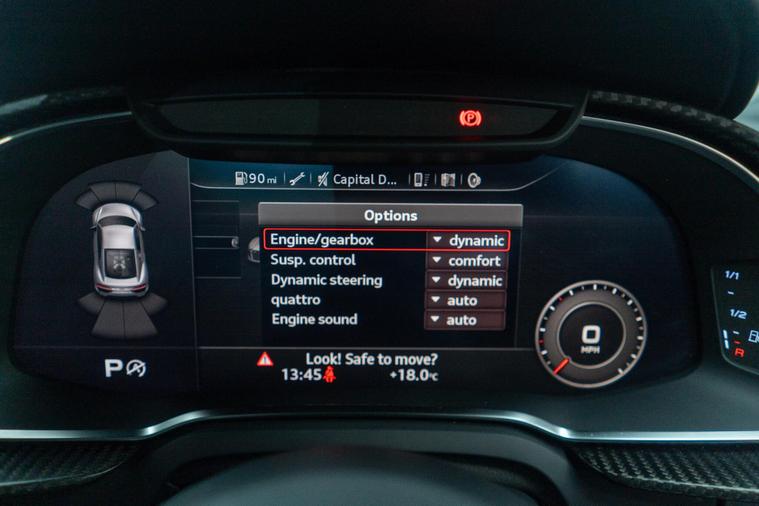 P
90 mi Capital D...
Options
Engine/gearbox dynamic
Susp. control comfort
Dynamic steering dynamic
quattro auto
Engine sound auto
0
MPH
Look! Safe to move?
13:45 +18.0°C
P
1/1
1/2
R